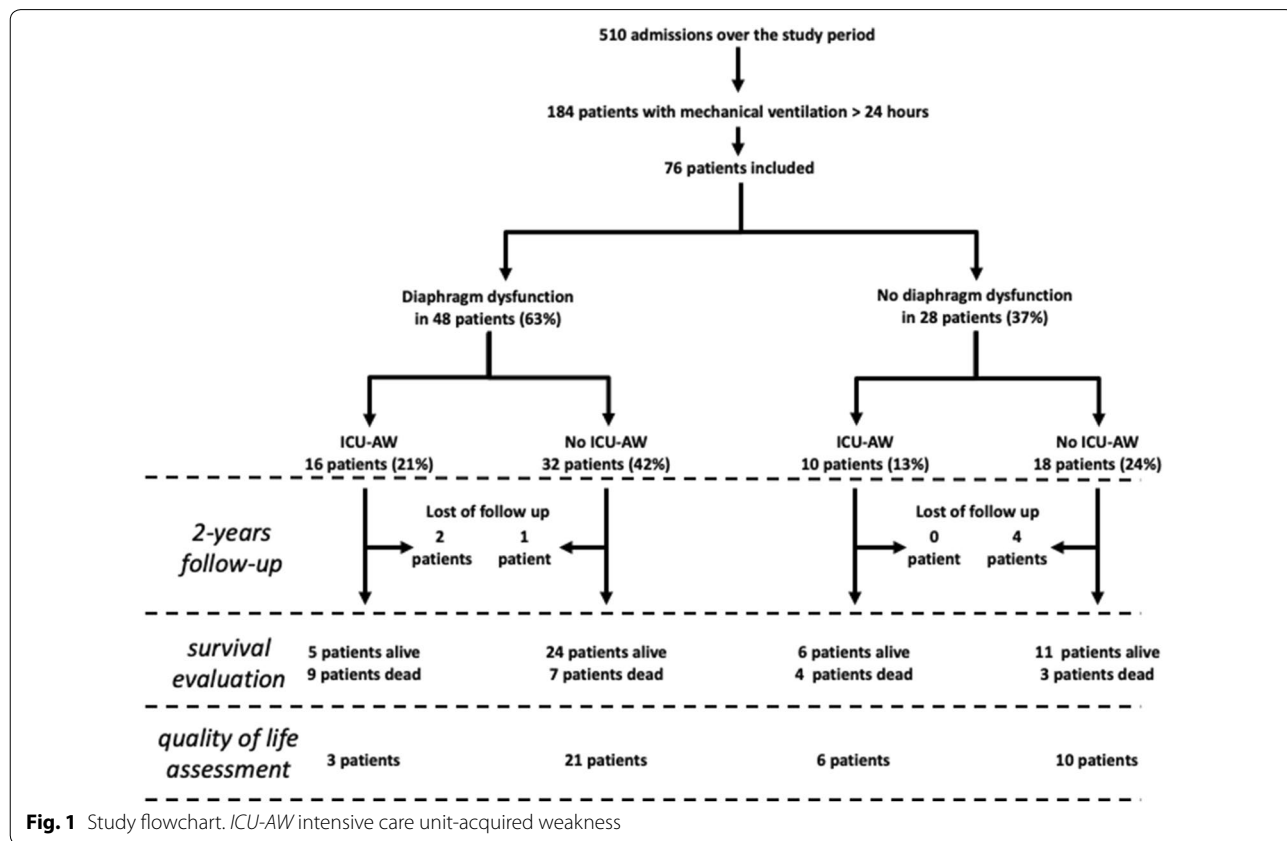 510 admissions over the study period
184 patients with mechanical ventilation > 24 hours
76 patients included
Diaphragm dysfunction
in 48 patients (63%)
No diaphragm dysfunction
in 28 patients (37%)
ICU-AW
16 patients (21%)
No ICU-AW
32 patients (42%)
ICU-AW
10 patients (13%)
No ICU-AW
18 patients (24%)
2-years
follow-up
Lost of follow up
2
patients
1
patient
Lost of follow up
0
patient
4
patients
survival
evaluation
5 patients alive
9 patients dead
24 patients alive
7 patients dead
6 patients alive
4 patients dead
11 patients alive
3 patients dead
quality of life
assessment
3 patients
21 patients
6 patients
10 patients
Fig. 1 Study flowchart. ICU-AW intensive care unit-acquired weakness